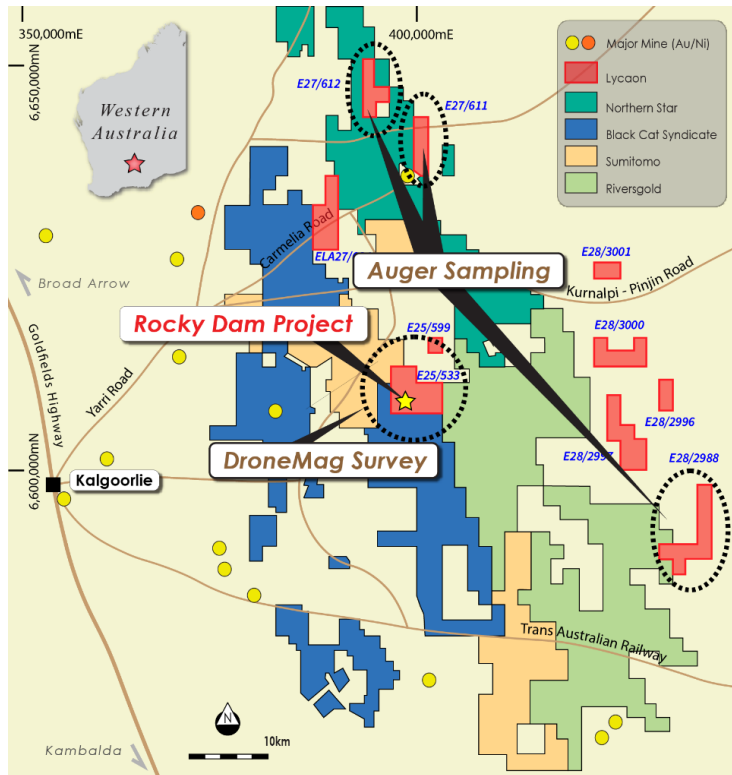 350,000mE
400,000mE
6,650,000mN
Western
Australia
E27/612
E27/611
Major Mine (Au/Ni)
Lycaon
Northern Star
Black Cat Syndicate
Sumitomo
Riversgold
Carmelia Road
ELA27/
Auger Sampling
E28/3001
Kurnalpi - Pinjin Road
Broad Arrow
Rocky Dam Project
E25/599
E28/3000
E25/533
Goldfields Highway
Yarri Road
E28/2996
DroneMag Survey
E28/2997
E28/2988
6,600,000mN
Kalgoorlie
Trans Australian Railway
N
10km
Kambalda